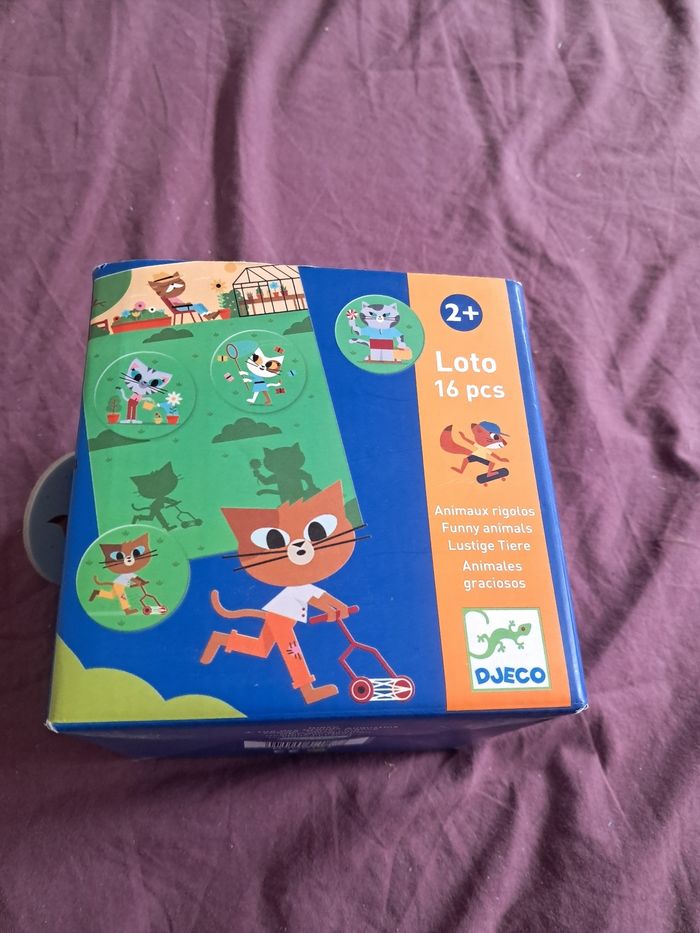 2+
Loto
16 pcs
Animaux rigolos
Funny animals
Lustige Tiere
Animales
graciosos
DJECO